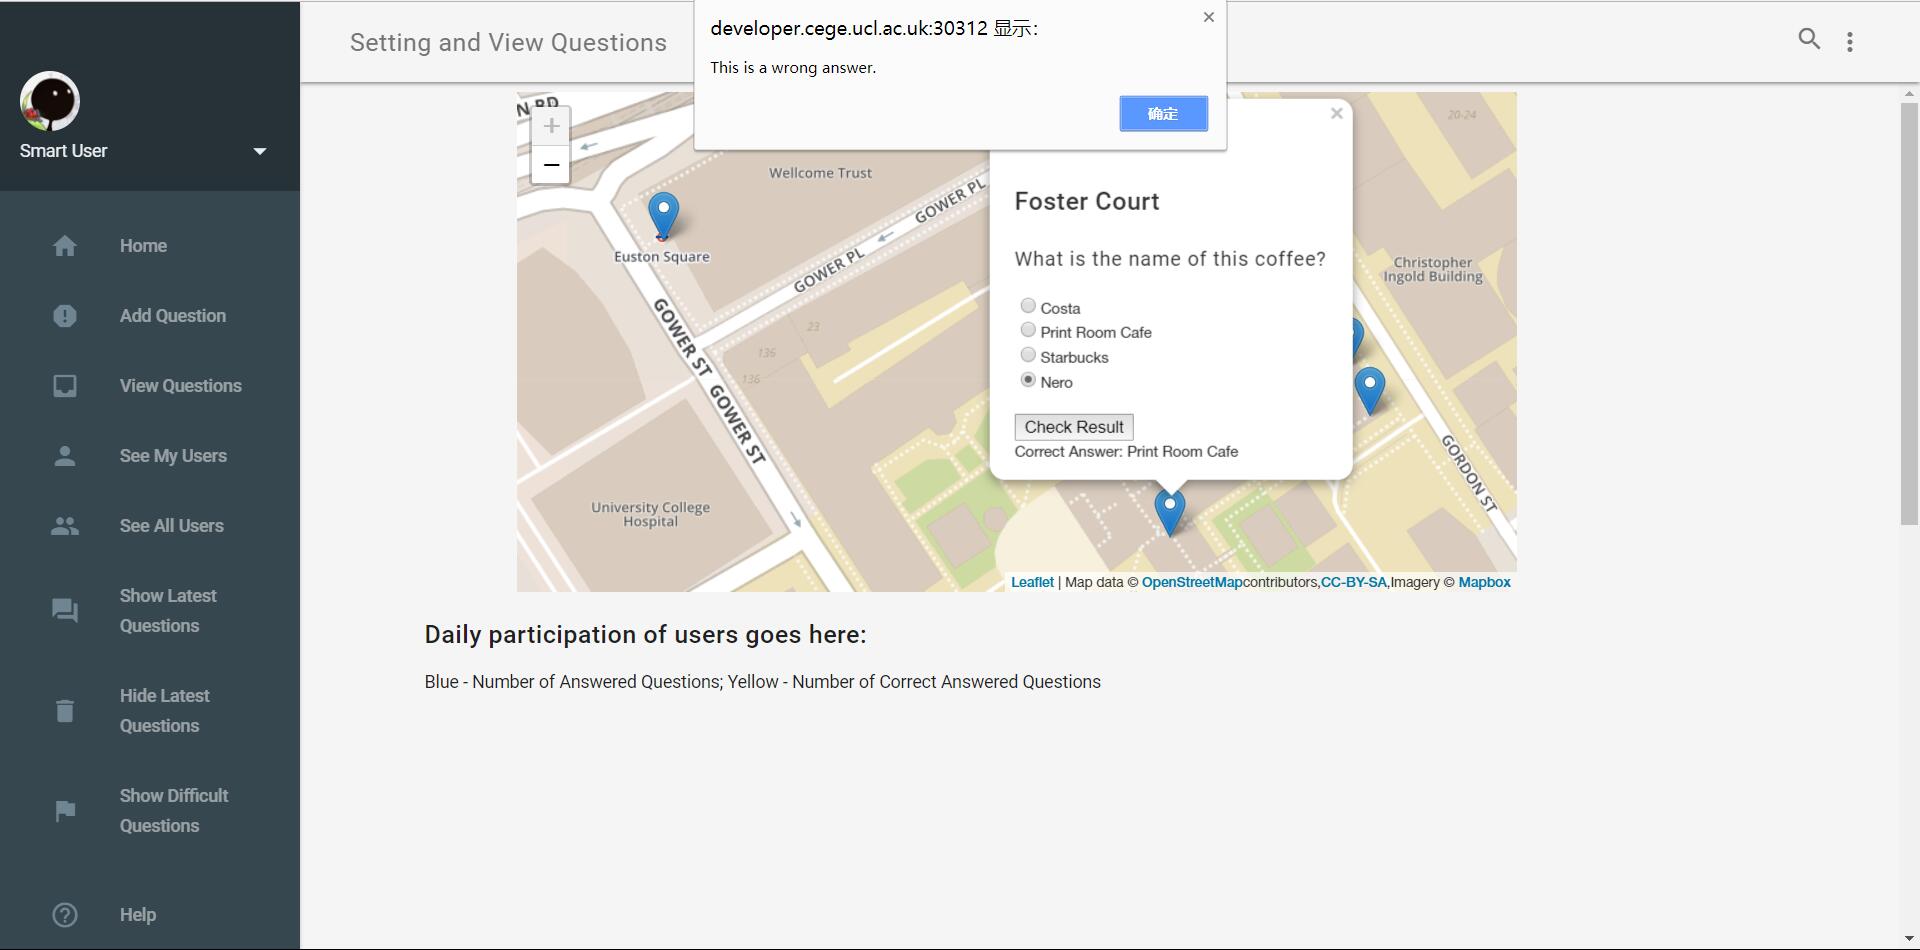 developer.cege.ucl.ac.uk:30312 显示:
This is a wrong answer.
确定
Setting and View Questions
Smart User
Home
Add Question
View Questions
See My Users
See All Users
Show Latest
Questions
Hide Latest
Questions
Show Difficult
Questions
Help
N RD
+
−
Wellcome Trust
Euston Square
GOWER PL
GOWER PL
GOWER ST
GOWER ST
23
136
136
University College
Hospital
20-24
Christopher
Ingold Building
GORDON ST
Foster Court
What is the name of this coffee?
Costa
Print Room Cafe
Starbucks
Nero
Check Result
Correct Answer: Print Room Cafe
Leaflet | Map data © OpenStreetMapcontributors,CC-BY-SA,Imagery © Mapbox
Daily participation of users goes here:
Blue - Number of Answered Questions; Yellow - Number of Correct Answered Questions